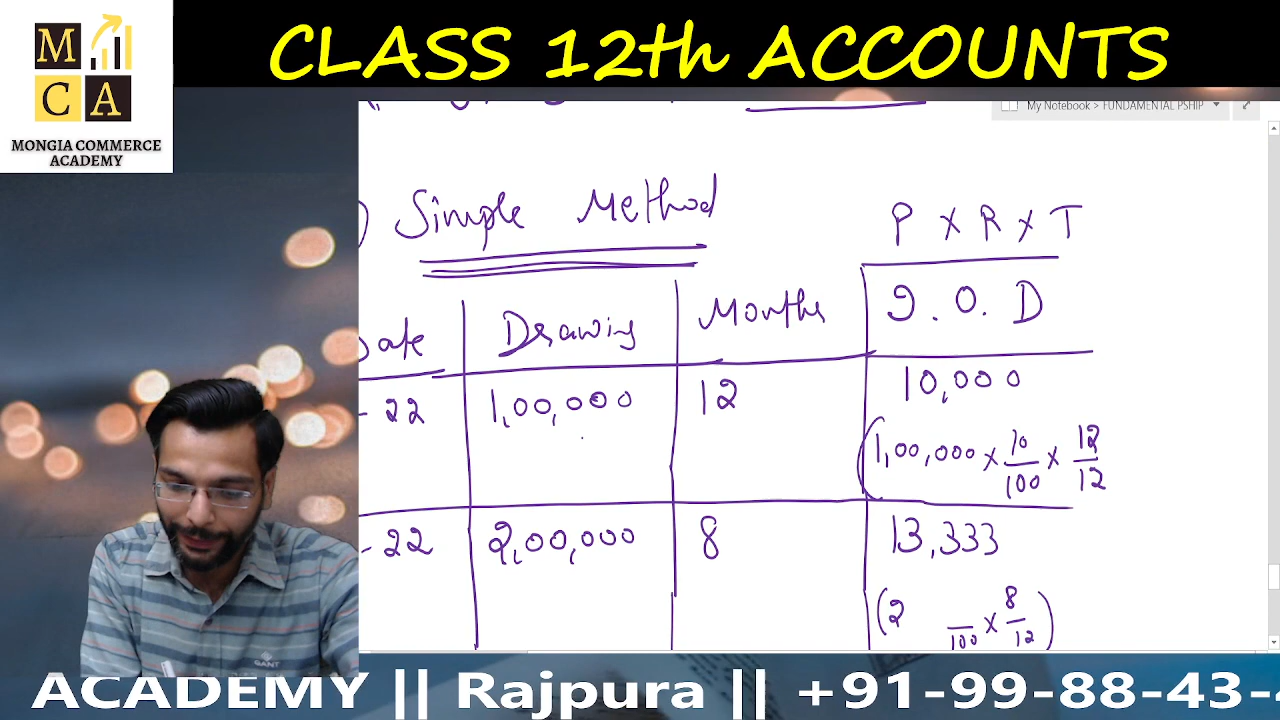 CLASS 12th ACCOUNTS
M
C A
MONGIA COMMERCE
ACADEMY
My Notebook > FUNDAMENTAL PSHIP
) Simple Method
P x R x T
Date Drawing Months I. O. D
- 22 1,00,000 12 10,000
(1,00,000 x 10/100 x 12/12
- 22 2,00,000 8 13,333
(2 /100 x 8/12)
GANT
ACADEMY || Rajpura || +91-99-88-43-